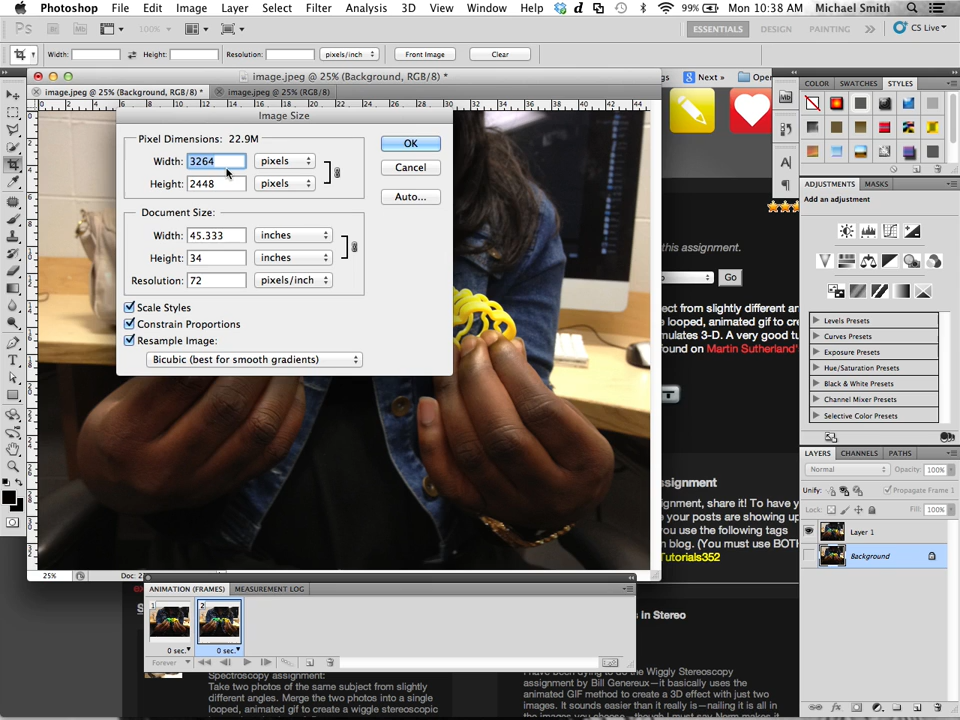 Photoshop File Edit Image Layer Select Filter Analysis 3D View Window Help 99% Mon 10:38 AM Michael Smith
Ps 100% ESSENTIALS DESIGN PAINTING CS Live
Width: Height: Resolution: pixels/inch Front Image Clear
image.jpeg @ 25% (Background, RGB/8) *
gs Next » Open
image.jpeg @ 25% (Background, RGB/8) * image.jpeg @ 25% (RGB/8)
Image Size
Pixel Dimensions: 22.9M
Width: 3264 pixels
Height: 2448 pixels
OK
Cancel
Auto...
Document Size:
Width: 45.333 inches
Height: 34 inches
Resolution: 72 pixels/inch
Scale Styles
Constrain Proportions
Resample Image:
Bicubic (best for smooth gradients)
COLOR SWATCHES STYLES
ADJUSTMENTS MASKS
Add an adjustment
Levels Presets
Curves Presets
Exposure Presets
Hue/Saturation Presets
Black & White Presets
Channel Mixer Presets
Selective Color Presets
LAYERS CHANNELS PATHS
Normal Opacity: 100%
Unify: Propagate Frame 1
Lock: Fill: 100%
Layer 1
Background
this assignment.
Go
ect from slightly different an
looped, animated gif to cre
mulates 3-D. A very good tu
found on Martin Sutherland'
ssignment
ignment, share it! To have y
your posts are showing up
you use the following tags
n blog. (You must use BOTH
Tutorials352
25% Doc: 2
ANIMATION (FRAMES) MEASUREMENT LOG
1 2
0 sec. 0 sec.
Forever
s in Stereo
Spectroscopy assignment:
Take two photos of the same subject from slightly
different angles. Merge the two photos into a single
looped, animated gif to create a wiggle stereoscopic
I have been dying to do the Wiggly Stereoscopy
assignment by Bill Genereux—it basically uses the
animated GIF method to create a 3D effect with just two
images. It sounds easier than it really is—nailing it is all in